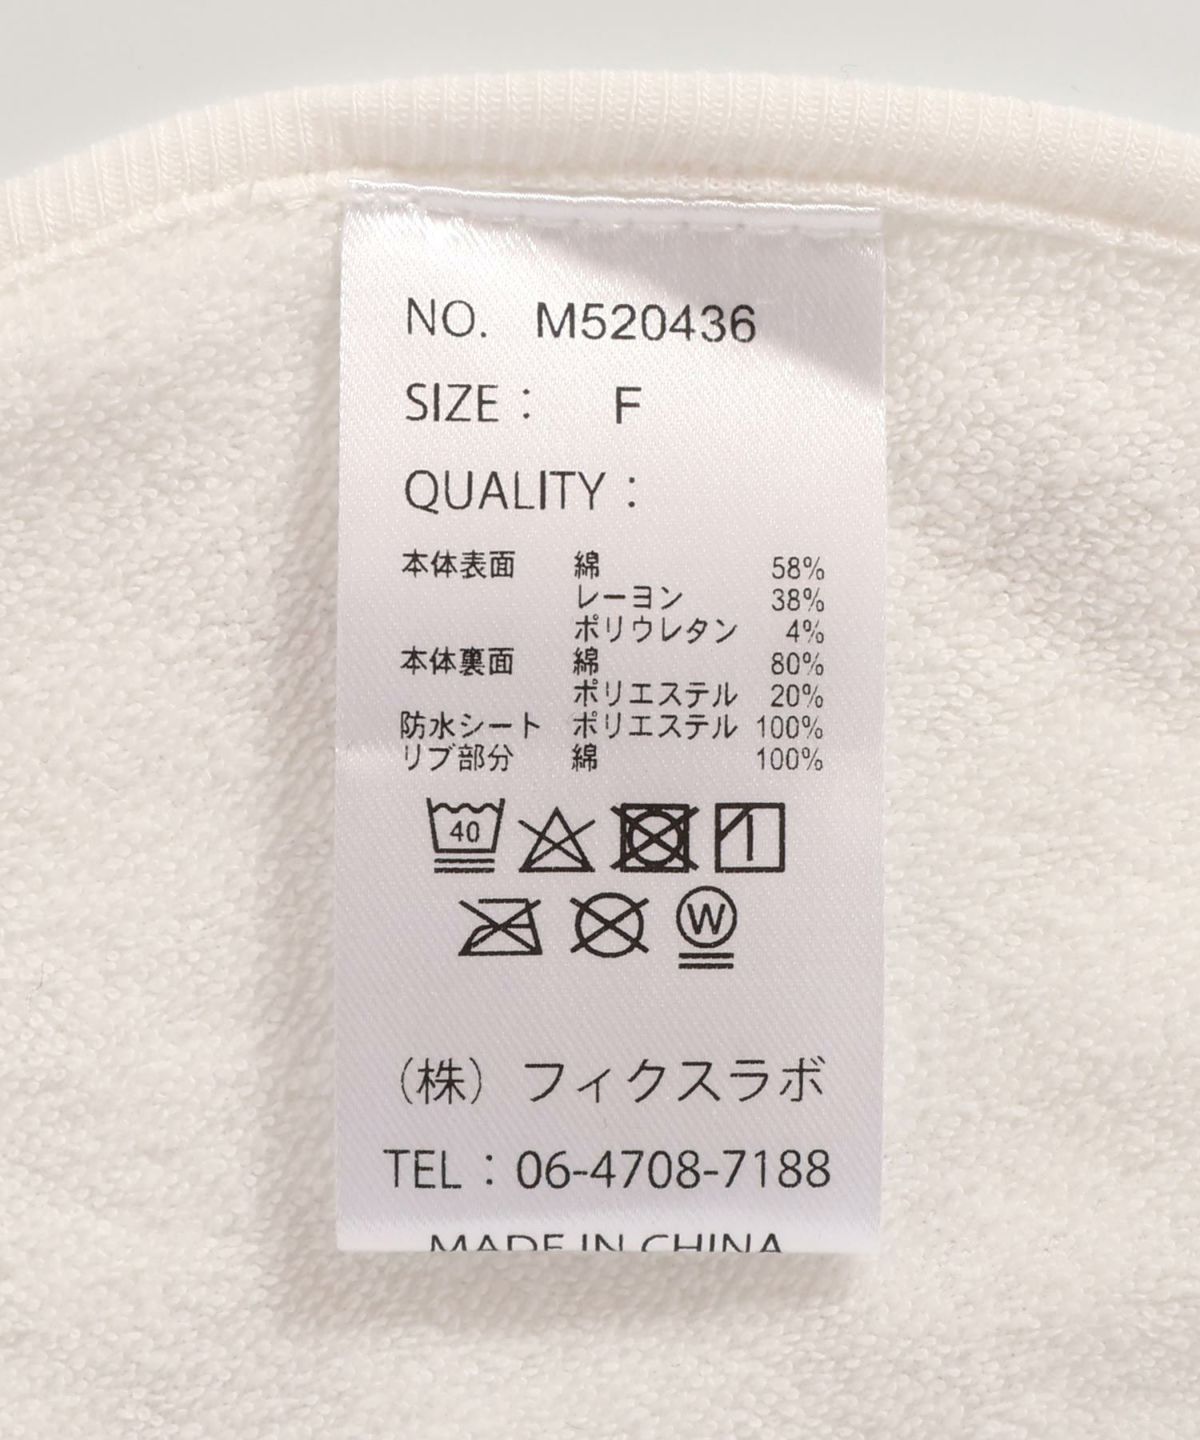 NO. M520436
SIZE： F
QUALITY：
本体表面 綿 58%
レーヨン 38%
ポリウレタン 4%
本体裏面 綿 80%
ポリエステル 20%
防水シート ポリエステル 100%
リブ部分 綿 100%
40
W
（株）フィクスラボ
TEL：06-4708-7188
MADE IN CHINA